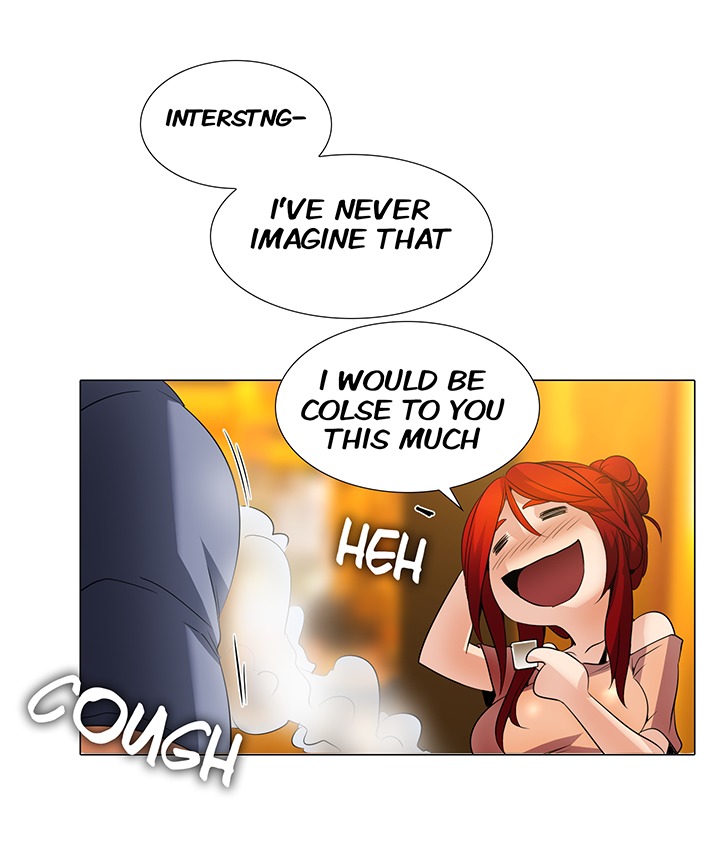 INTERSTNG-
I'VE NEVER
IMAGINE THAT
I WOULD BE
COLSE TO YOU
THIS MUCH
HEH
COUGH